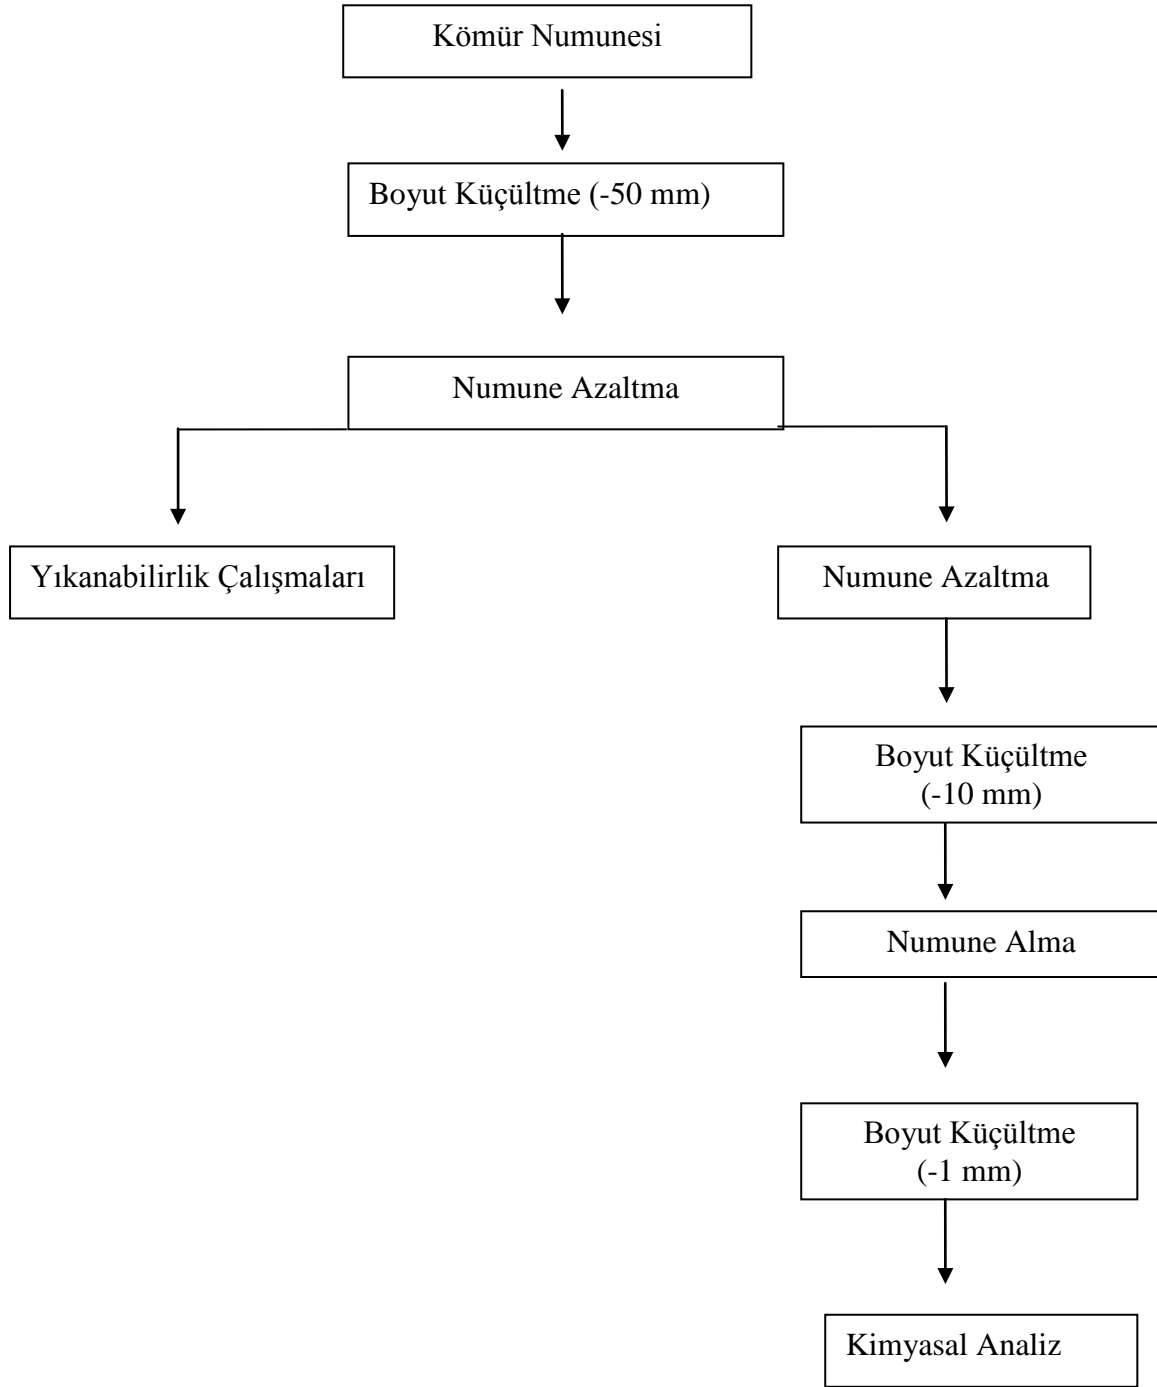 Kömür Numunesi
Boyut Küçültme (-50 mm)
Numune Azaltma
Yıkanabilirlik Çalışmaları
Numune Azaltma
Boyut Küçültme
(-10 mm)
Numune Alma
Boyut Küçültme
(-1 mm)
Kimyasal Analiz